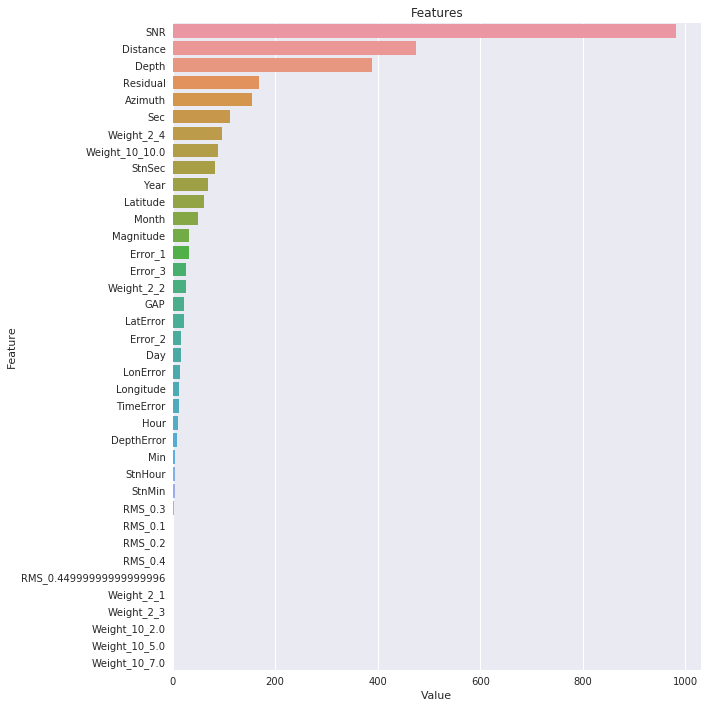 Features
SNR
Distance
Depth
Residual
Azimuth
Sec
Weight_2_4
Weight_10_10.0
StnSec
Year
Latitude
Month
Magnitude
Error_1
Error_3
Weight_2_2
GAP
LatError
Error_2
Day
LonError
Longitude
TimeError
Hour
DepthError
Min
StnHour
StnMin
RMS_0.3
RMS_0.1
RMS_0.2
RMS_0.4
RMS_0.44999999999999996
Weight_2_1
Weight_2_3
Weight_10_2.0
Weight_10_5.0
Weight_10_7.0
Feature
0 200 400 600 800 1000
Value